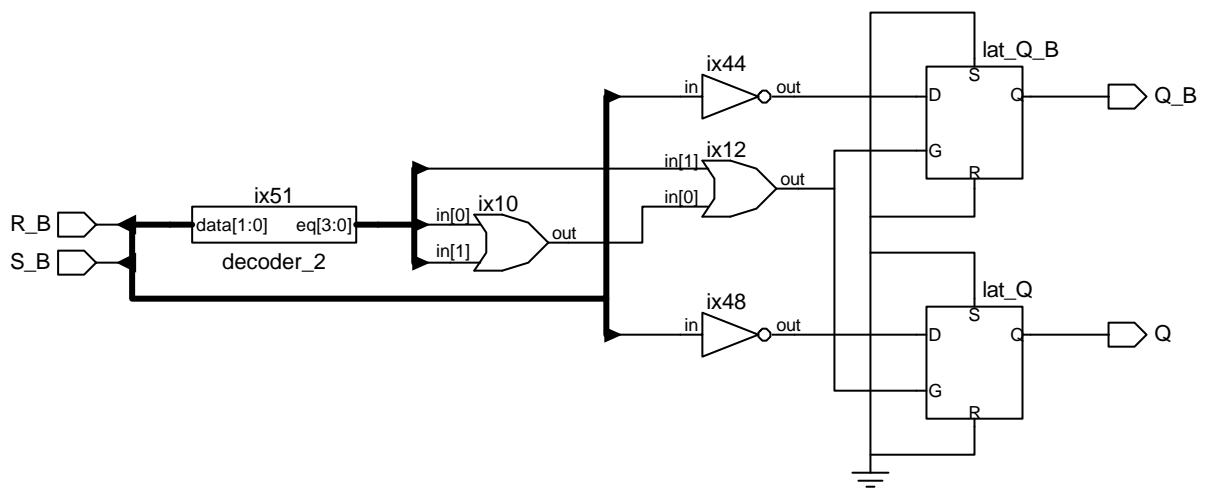 lat_Q_B
ix44
S
in
out
D
Q
Q_B
ix12
G
in[1]
out
R
ix51
ix10
in[0]
R_B
data[1:0]
eq[3:0]
in[0]
out
S_B
decoder_2
in[1]
lat_Q
ix48
S
in
out
D
Q
Q
G
R